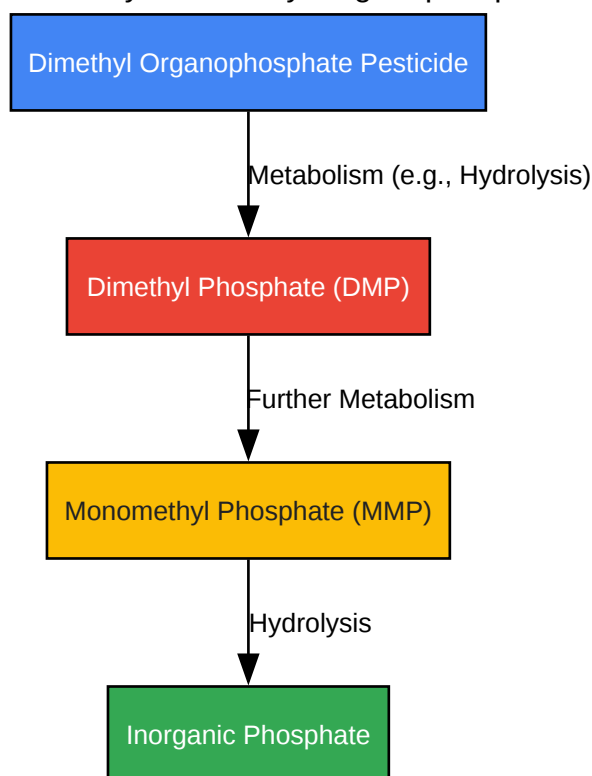 Dimethyl Organophosphate Pesticide
Metabolism (e.g., Hydrolysis)
Dimethyl Phosphate (DMP)
Further Metabolism
Monomethyl Phosphate (MMP)
Hydrolysis
Inorganic Phosphate